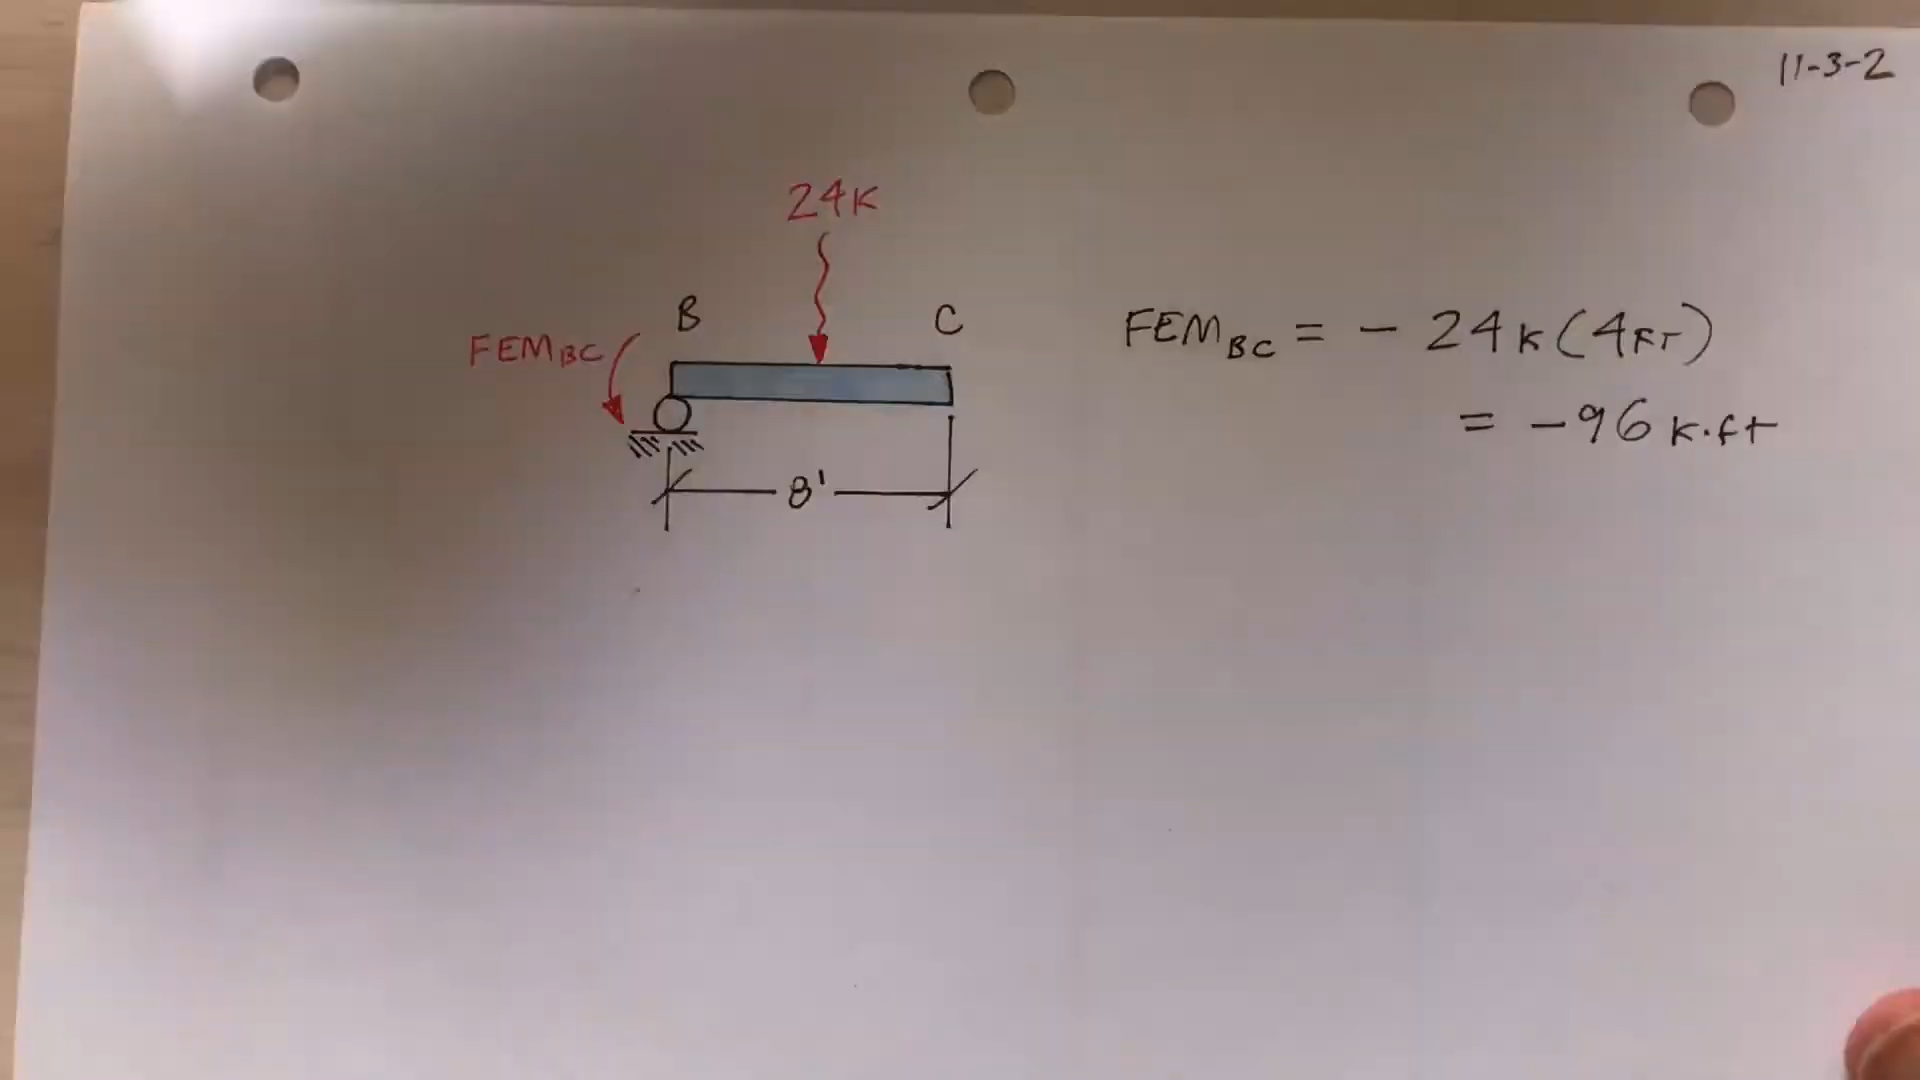 11-3-2
24K
B
C
FEMBC
8'
FEMBC = - 24K(4FT)
= -96 K.ft